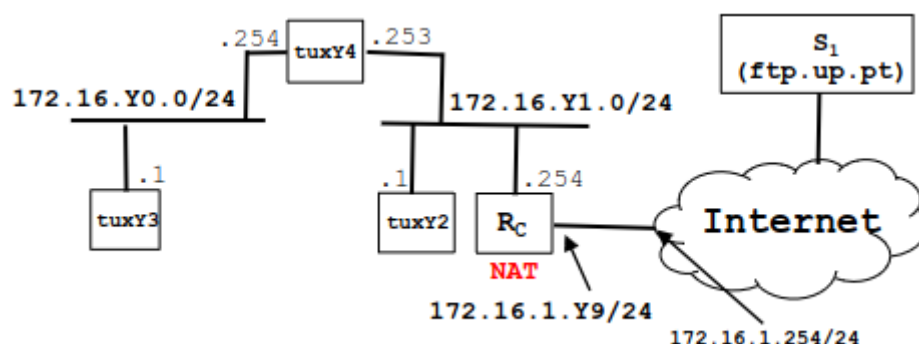 S1
(ftp.up.pt)
.254
tuxY4
.253
172.16.Y0.0/24
172.16.Y1.0/24
.1
.1
.254
tuxY3
tuxY2
RC
Internet
NAT
172.16.1.Y9/24
172.16.1.254/24